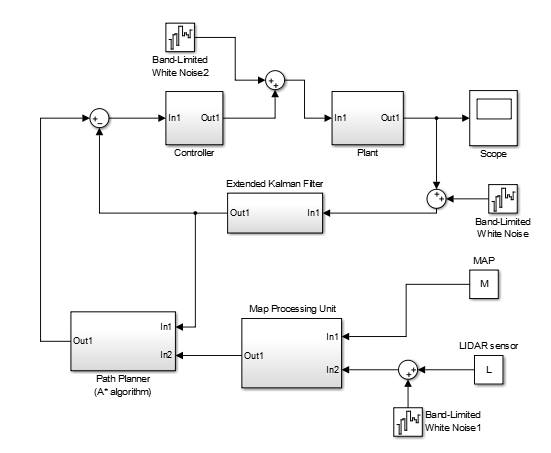 Band-Limited
White Noise2
In1
Out1
Controller
In1
Out1
Plant
Scope
Extended Kalman Filter
Out1
In1
Band-Limited
White Noise
MAP
M
Map Processing Unit
In1
Out1
In2
In1
Out1
In2
Path Planner
(A* algorithm)
LIDAR sensor
L
Band-Limited
White Noise1